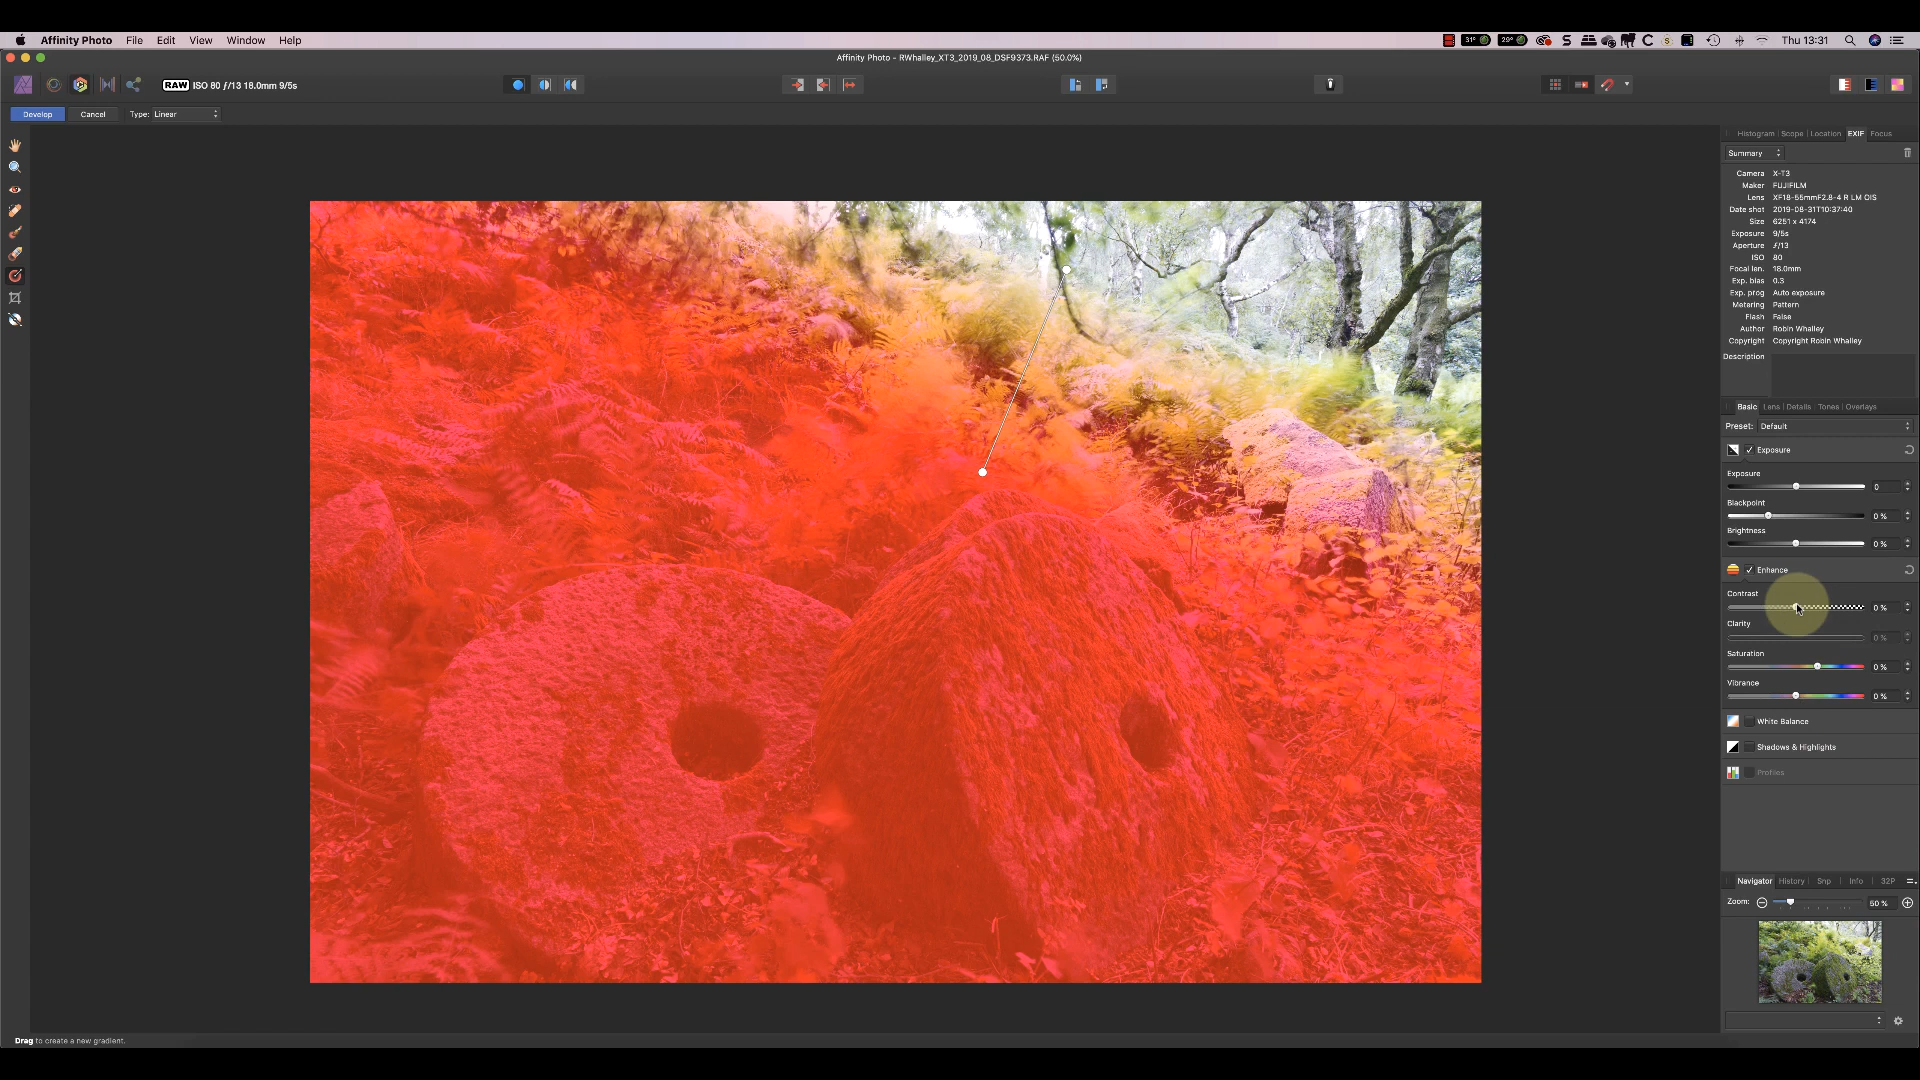 Affinity Photo File Edit View Window Help
31° 29° Thu 13:31
Affinity Photo - RWhalley_XT3_2019_08_DSF9373.RAF (50.0%)
RAW ISO 80 ƒ/13 18.0mm 9/5s
Develop Cancel Type: Linear
Histogram Scope Location EXIF Focus
Summary
Camera X-T3
Maker FUJIFILM
Lens XF18-55mmF2.8-4 R LM OIS
Date shot 2019-08-31T10:37:40
Size 6251 x 4174
Exposure 9/5s
Aperture ƒ/13
ISO 80
Focal len. 18.0mm
Exp. bias 0.3
Exp. prog Auto exposure
Metering Pattern
Flash False
Author Robin Whalley
Copyright Copyright Robin Whalley
Description
Basic Lens Details Tones Overlays
Preset: Default
Exposure
Exposure
0
Blackpoint
0 %
Brightness
0 %
Enhance
Contrast
0 %
Clarity
0 %
Saturation
0 %
Vibrance
0 %
White Balance
Shadows & Highlights
Profiles
Navigator History Snp Info 32P
Zoom: 50 %
Drag to create a new gradient.